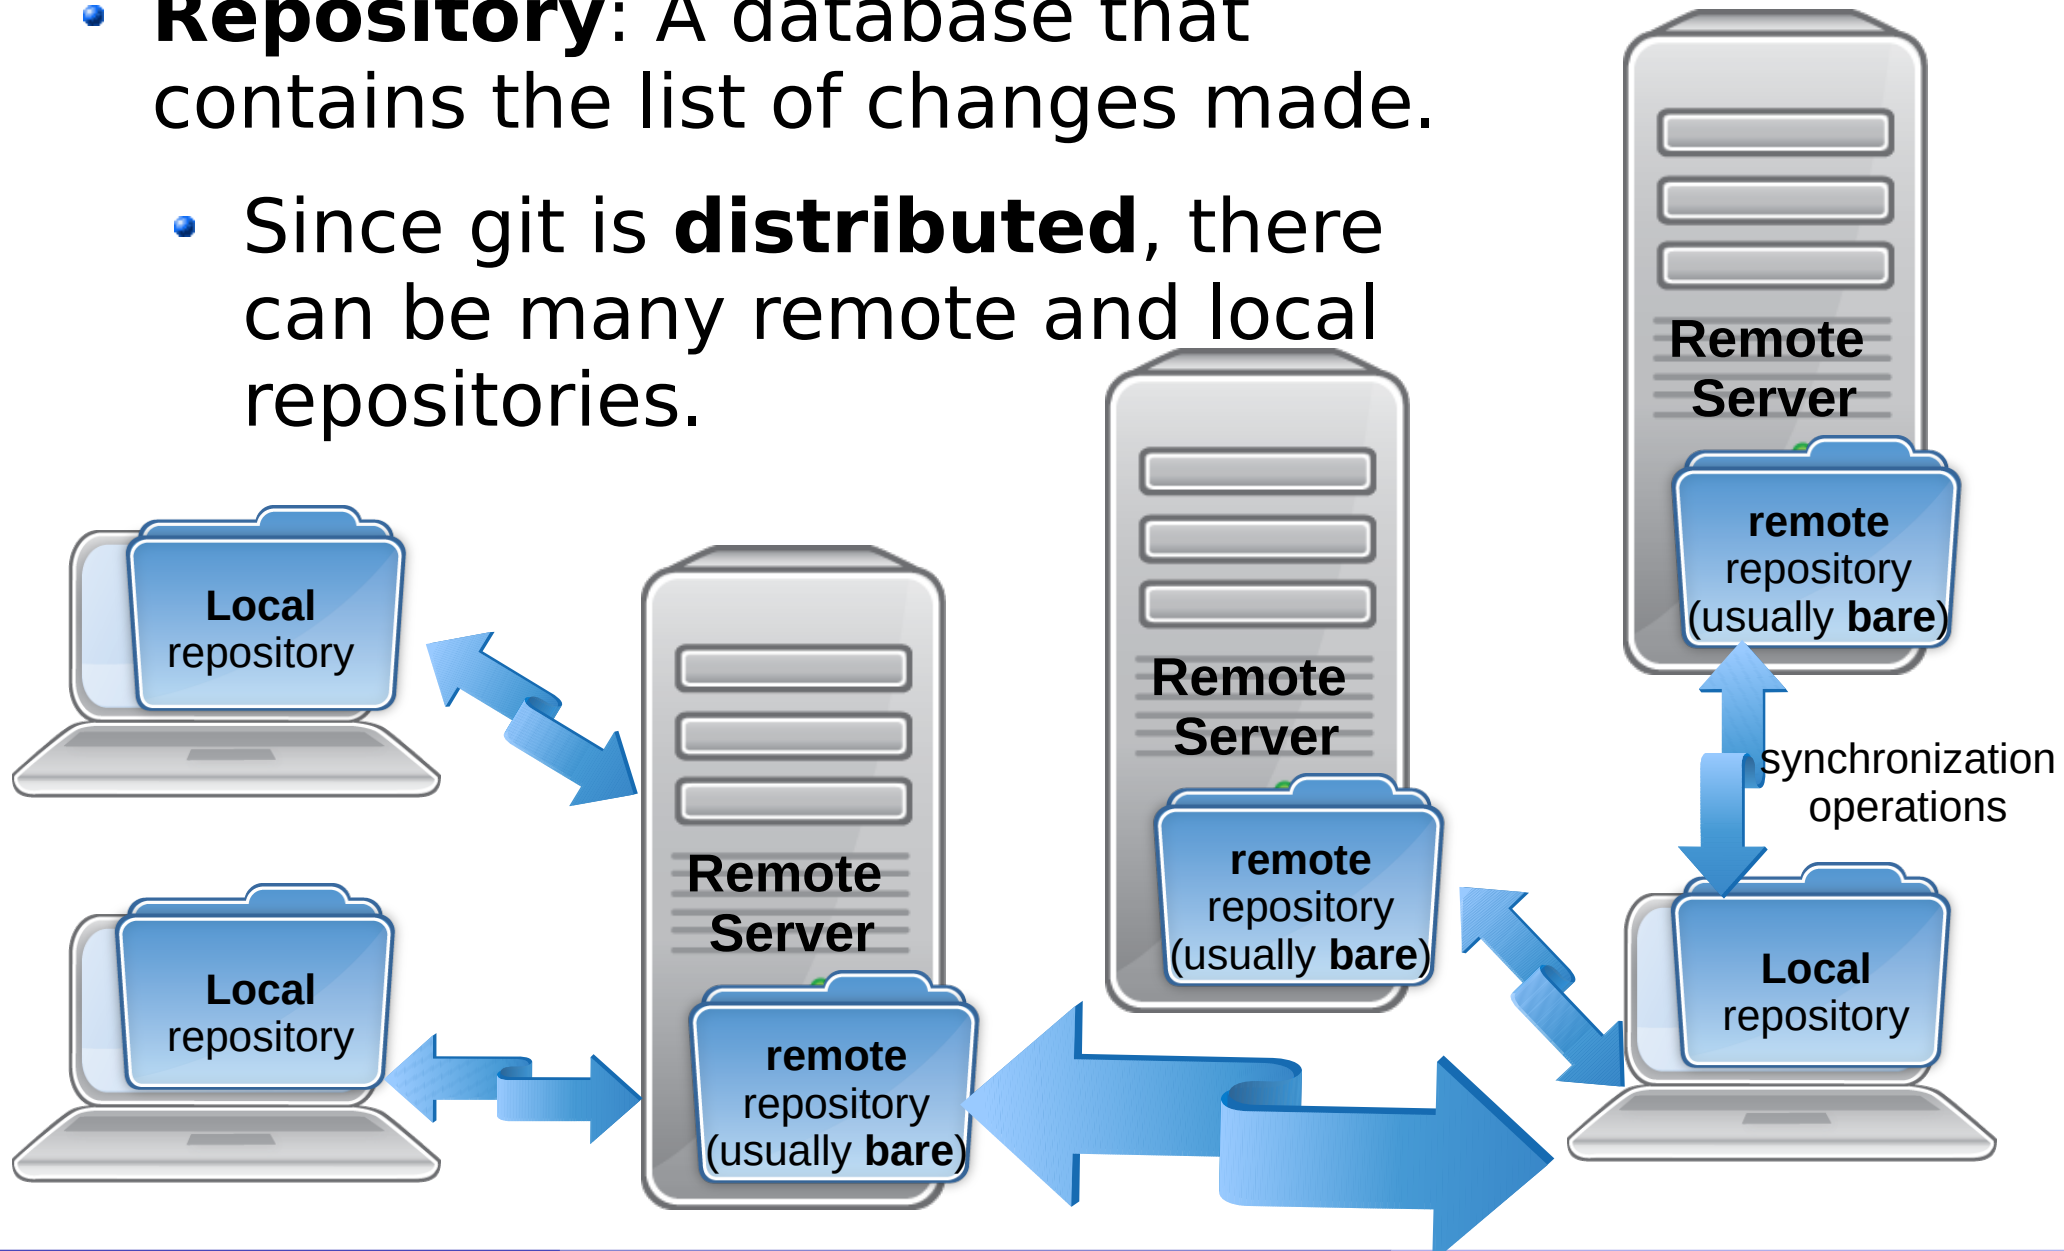 Repository: A database that
contains the list of changes made.
Since git is distributed, there
can be many remote and local
repositories.
Remote
Server
remote
repository
(usually bare)
Remote
Server
remote
repository
(usually bare)
synchronization
operations
Local
repository
Local
repository
Remote
Server
remote
repository
(usually bare)
Local
repository